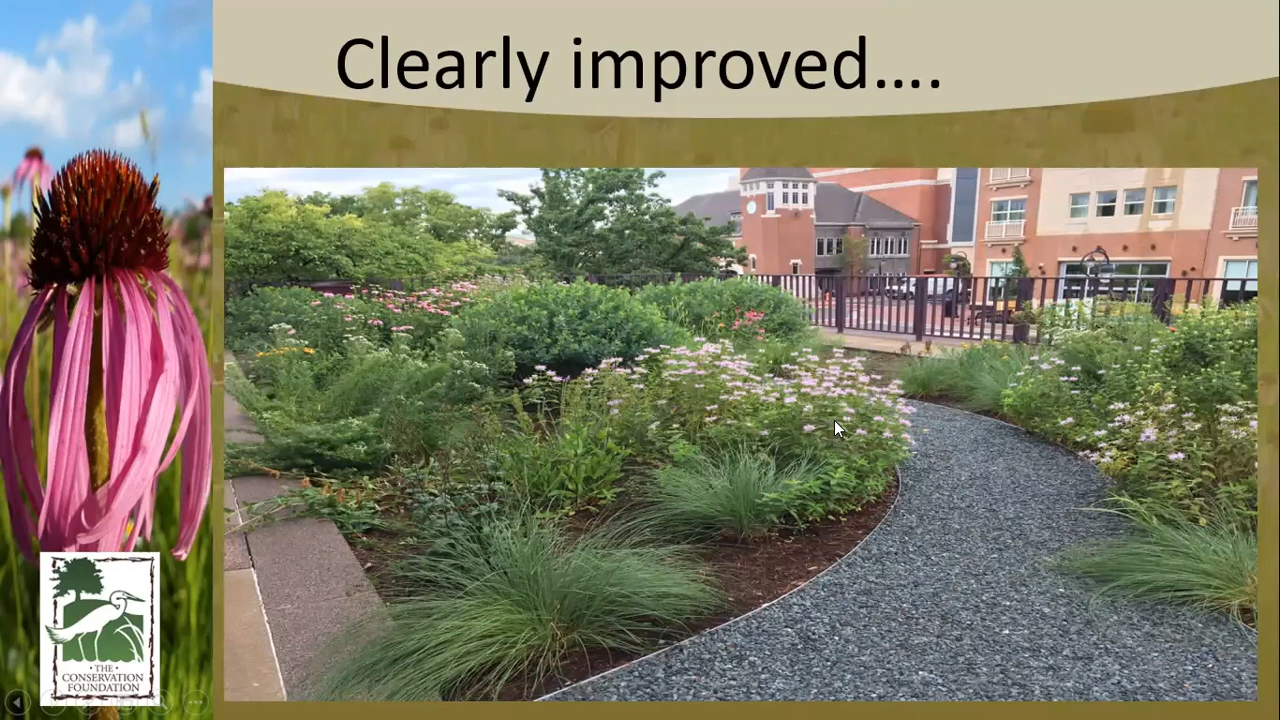 Clearly improved....
• THE •
CONSERVATION
FOUNDATION